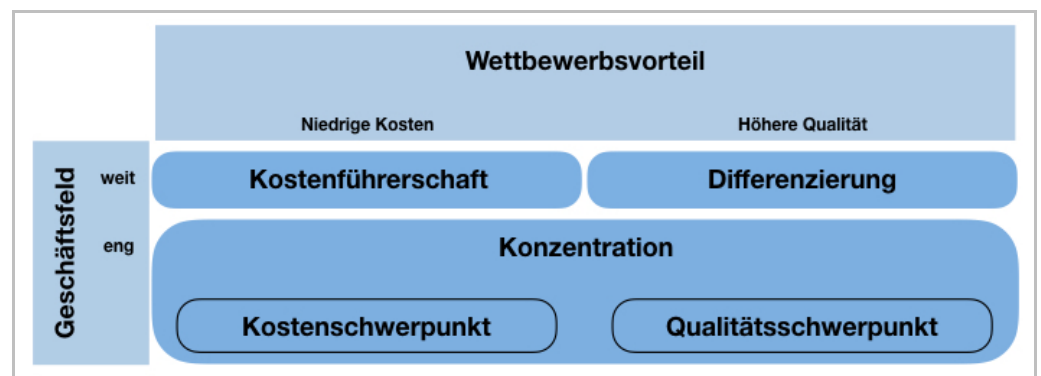 Wettbewerbsvorteil
Niedrige Kosten
Höhere Qualität
Geschäftsfeld
weit
Kostenführerschaft
Differenzierung
eng
Konzentration
Kostenschwerpunkt
Qualitätsschwerpunkt